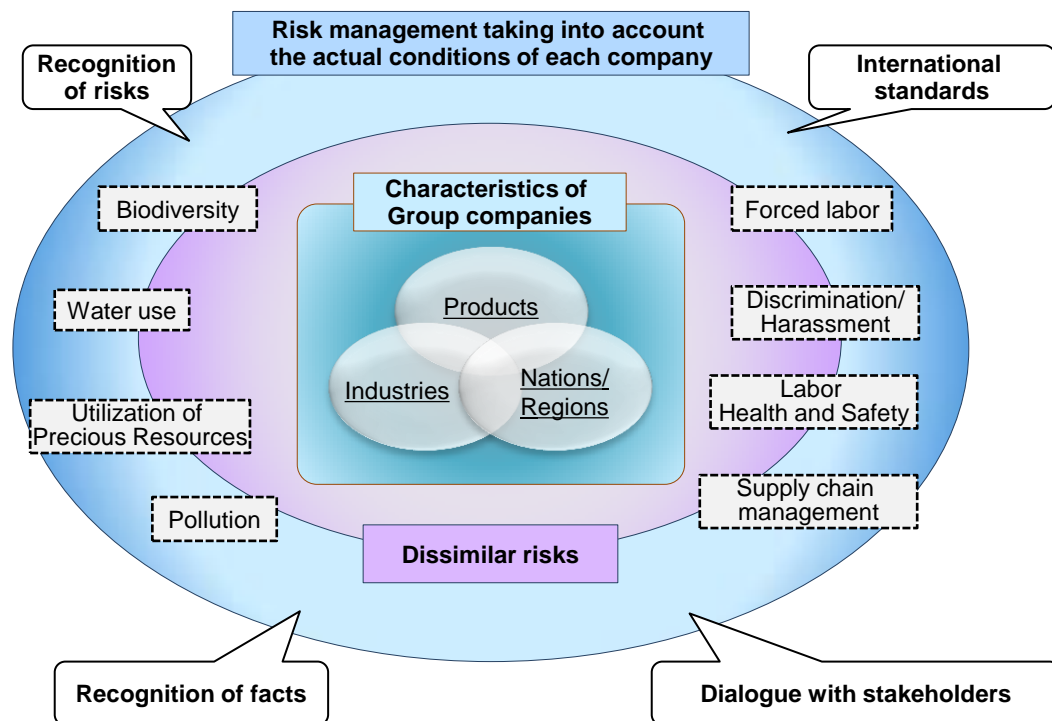 Risk management taking into account
the actual conditions of each company
Recognition
of risks
International
standards
Characteristics of
Group companies
Biodiversity
Forced labor
Water use
Discrimination/
Harassment
Products
Industries
Nations/
Regions
Utilization of
Precious Resources
Labor
Health and Safety
Pollution
Supply chain
management
Dissimilar risks
Recognition of facts
Dialogue with stakeholders